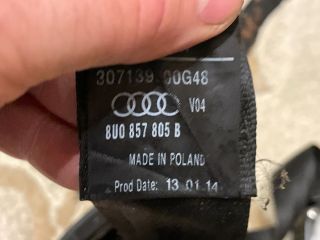 307139 00G48
V04
8U0 857 805 B
MADE IN POLAND
Prod Date: 13 01 14